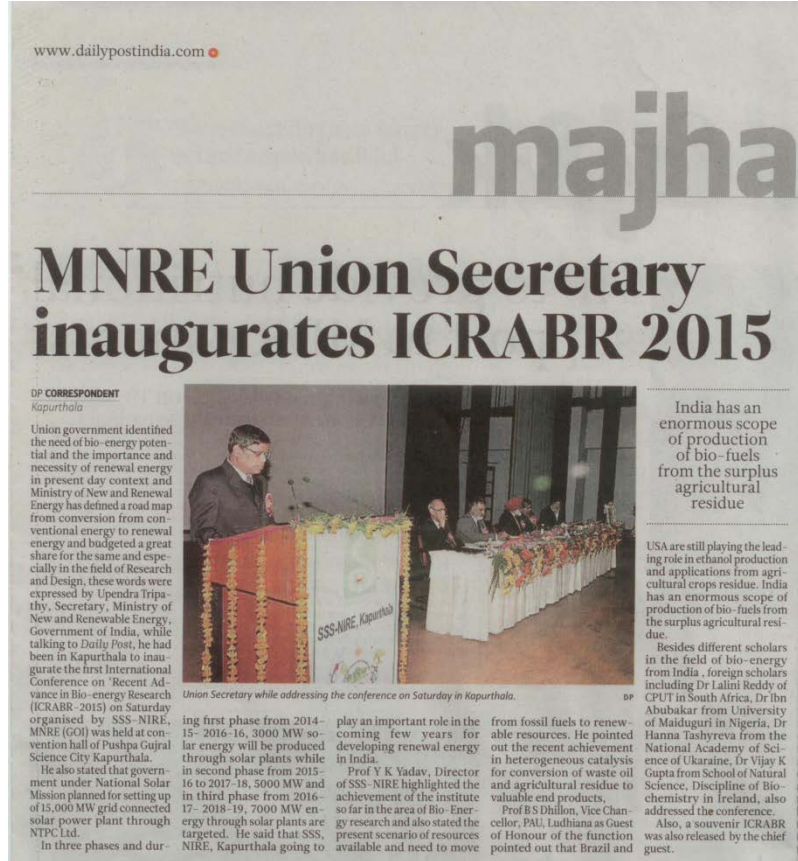 www.dailypostindia.com
majha
MNRE Union Secretary
inaugurates ICRABR 2015
DP CORRESPONDENT
Kapurthala
Union government identified
the need of bio-energy poten-
tial and the importance and
necessity of renewal energy
in present day context and
Ministry of New and Renewal
Energy has defined a road map
from conversion from con-
ventional energy to renewal
energy and budgeted a great
share for the same and espe-
cially in the field of Research
and Design, these words were
expressed by Upendra Tripa-
thy, Secretary, Ministry of
New and Renewable Energy,
Government of India, while
talking to Daily Post, he had
been in Kapurthala to inau-
gurate the first International
Conference on 'Recent Ad-
vance in Bio-energy Research
(ICRABR-2015) on Saturday
organised by SSS-NIRE,
MNRE (GOI) was held at con-
vention hall of Pushpa Gujral
Science City Kapurthala.
He also stated that govern-
ment under National Solar
Mission planned for setting up
of 15,000 MW grid connected
solar power plant through
NTPC Ltd.
In three phases and dur-
SSS-NIRE, Kapurthala
Union Secretary while addressing the conference on Saturday in Kapurthala.
DP
ing first phase from 2014-
15- 2016-16, 3000 MW so-
lar energy will be produced
through solar plants while
in second phase from 2015-
16 to 2017-18, 5000 MW and
in third phase from 2016-
17- 2018-19, 7000 MW en-
ergy through solar plants are
targeted. He said that SSS,
NIRE, Kapurthala going to
play an important role in the
coming few years for
developing renewal energy
in India.
Prof Y K Yadav, Director
of SSS-NIRE highlighted the
achievement of the institute
so far in the area of Bio-Ener-
gy research and also stated the
present scenario of resources
available and need to move
from fossil fuels to renew-
able resources. He pointed
out the recent achievement
in heterogeneous catalysis
for conversion of waste oil
and agricultural residue to
valuable end products,
Prof B S Dhillon, Vice Chan-
cellor, PAU, Ludhiana as Guest
of Honour of the function
pointed out that Brazil and
India has an
enormous scope
of production
of bio-fuels
from the surplus
agricultural
residue
USA are still playing the lead-
ing role in ethanol production
and applications from agri-
cultural crops residue. India
has an enormous scope of
production of bio-fuels from
the surplus agricultural resi-
due.
Besides different scholars
in the field of bio-energy
from India , foreign scholars
including Dr Lalini Reddy of
CPUT in South Africa, Dr Ibn
Abubakar from University
of Maiduguri in Nigeria, Dr
Hanna Tashyreva from the
National Academy of Sci-
ence of Ukaraine, Dr Vijay K
Gupta from School of Natural
Science, Discipline of Bio-
chemistry in Ireland, also
addressed the conference.
Also, a souvenir ICRABR
was also released by the chief
guest.